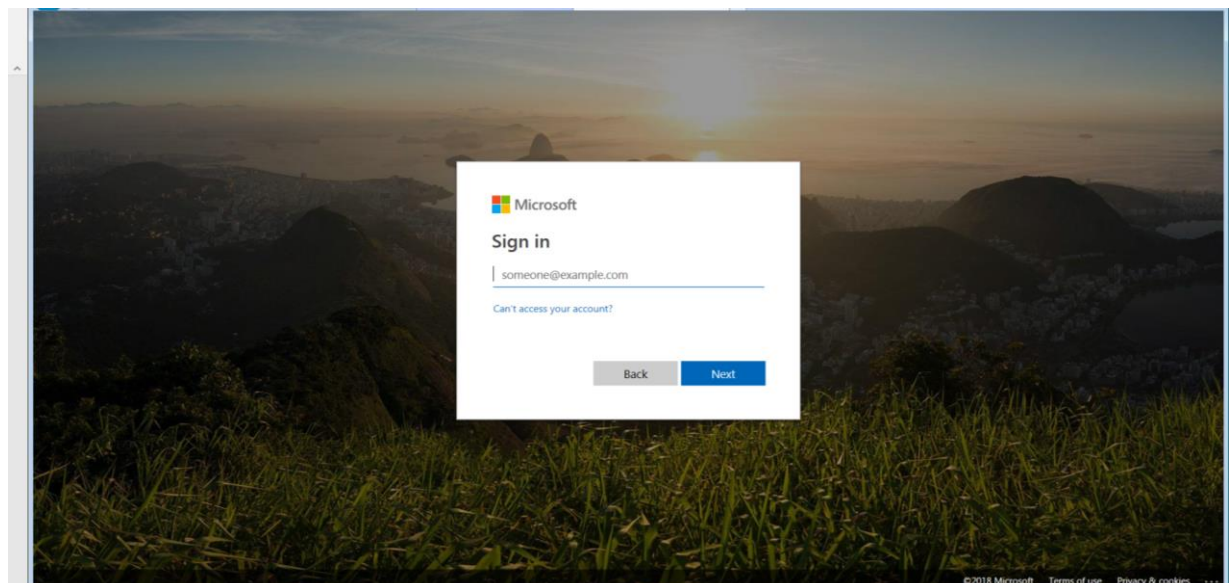 Microsoft
Sign in
someone@example.com
Can't access your account?
Back Next
©2018 Microsoft Terms of use Privacy & cookies